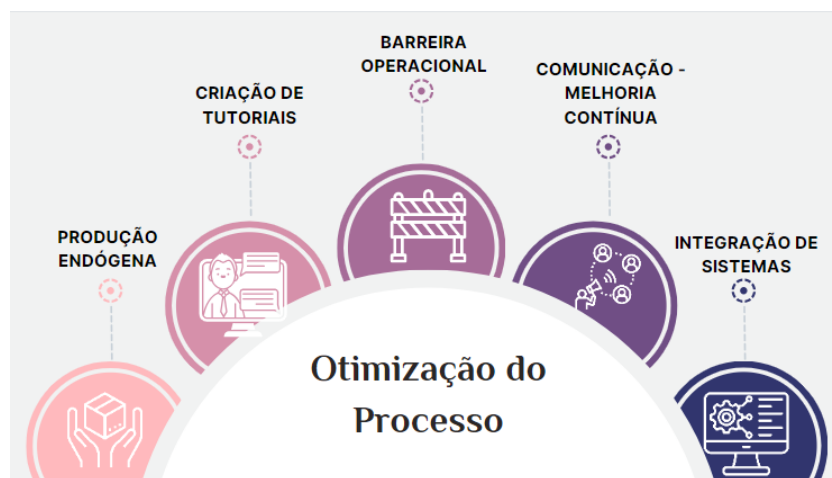 PRODUÇÃO
ENDÓGENA
CRIAÇÃO DE
TUTORIAIS
BARREIRA
OPERACIONAL
COMUNICAÇÃO -
MELHORIA
CONTÍNUA
INTEGRAÇÃO DE
SISTEMAS
Otimização do
Processo